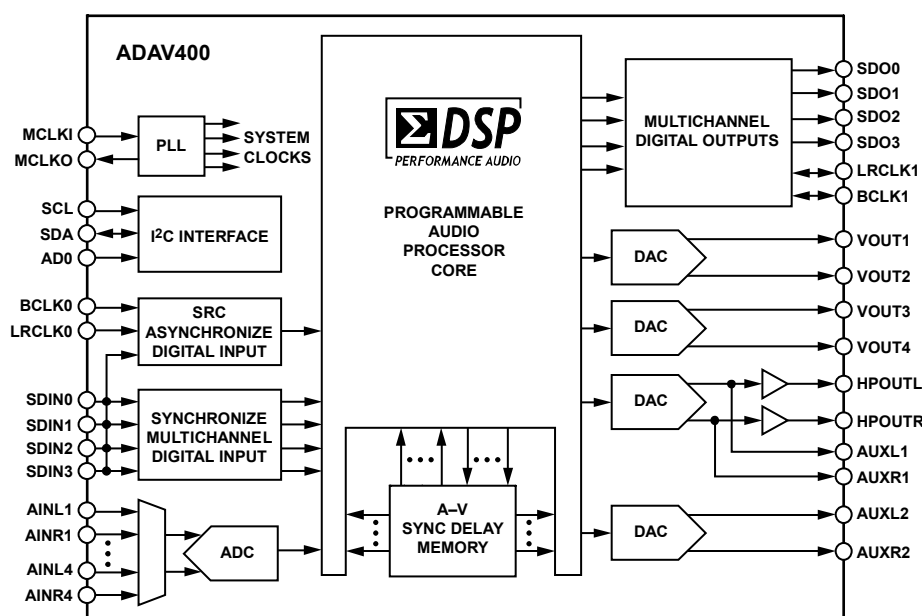 ADAV400
MCLKI
MCLKO
PLL
SYSTEM
CLOCKS
SCL
SDA
AD0
I²C INTERFACE
BCLK0
LRCLK0
SRC
ASYNCHRONIZE
DIGITAL INPUT
SDIN0
SDIN1
SDIN2
SDIN3
SYNCHRONIZE
MULTICHANNEL
DIGITAL INPUT
AINL1
AINR1
AINL4
AINR4
ADC
ΣDSP
PERFORMANCE AUDIO
PROGRAMMABLE
AUDIO
PROCESSOR
CORE
A–V
SYNC DELAY
MEMORY
MULTICHANNEL
DIGITAL OUTPUTS
DAC
DAC
DAC
DAC
SDO0
SDO1
SDO2
SDO3
LRCLK1
BCLK1
VOUT1
VOUT2
VOUT3
VOUT4
HPOUTL
HPOUTR
AUXL1
AUXR1
AUXL2
AUXR2